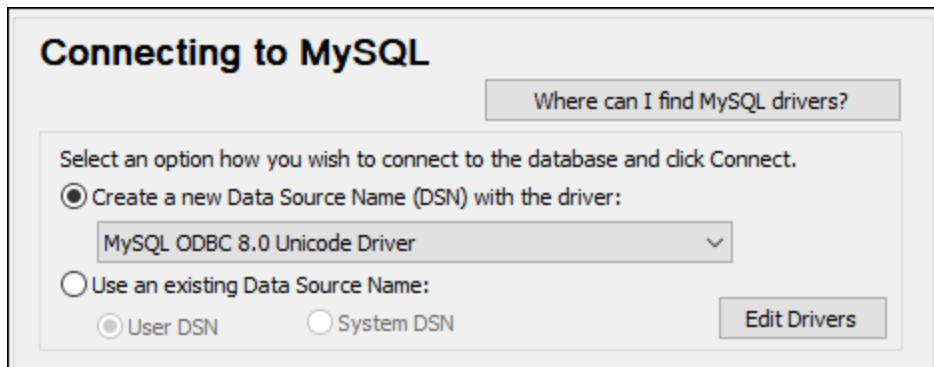 Connecting to MySQL
Where can I find MySQL drivers?
Select an option how you wish to connect to the database and click Connect.
Create a new Data Source Name (DSN) with the driver:
MySQL ODBC 8.0 Unicode Driver
Use an existing Data Source Name:
User DSN System DSN Edit Drivers